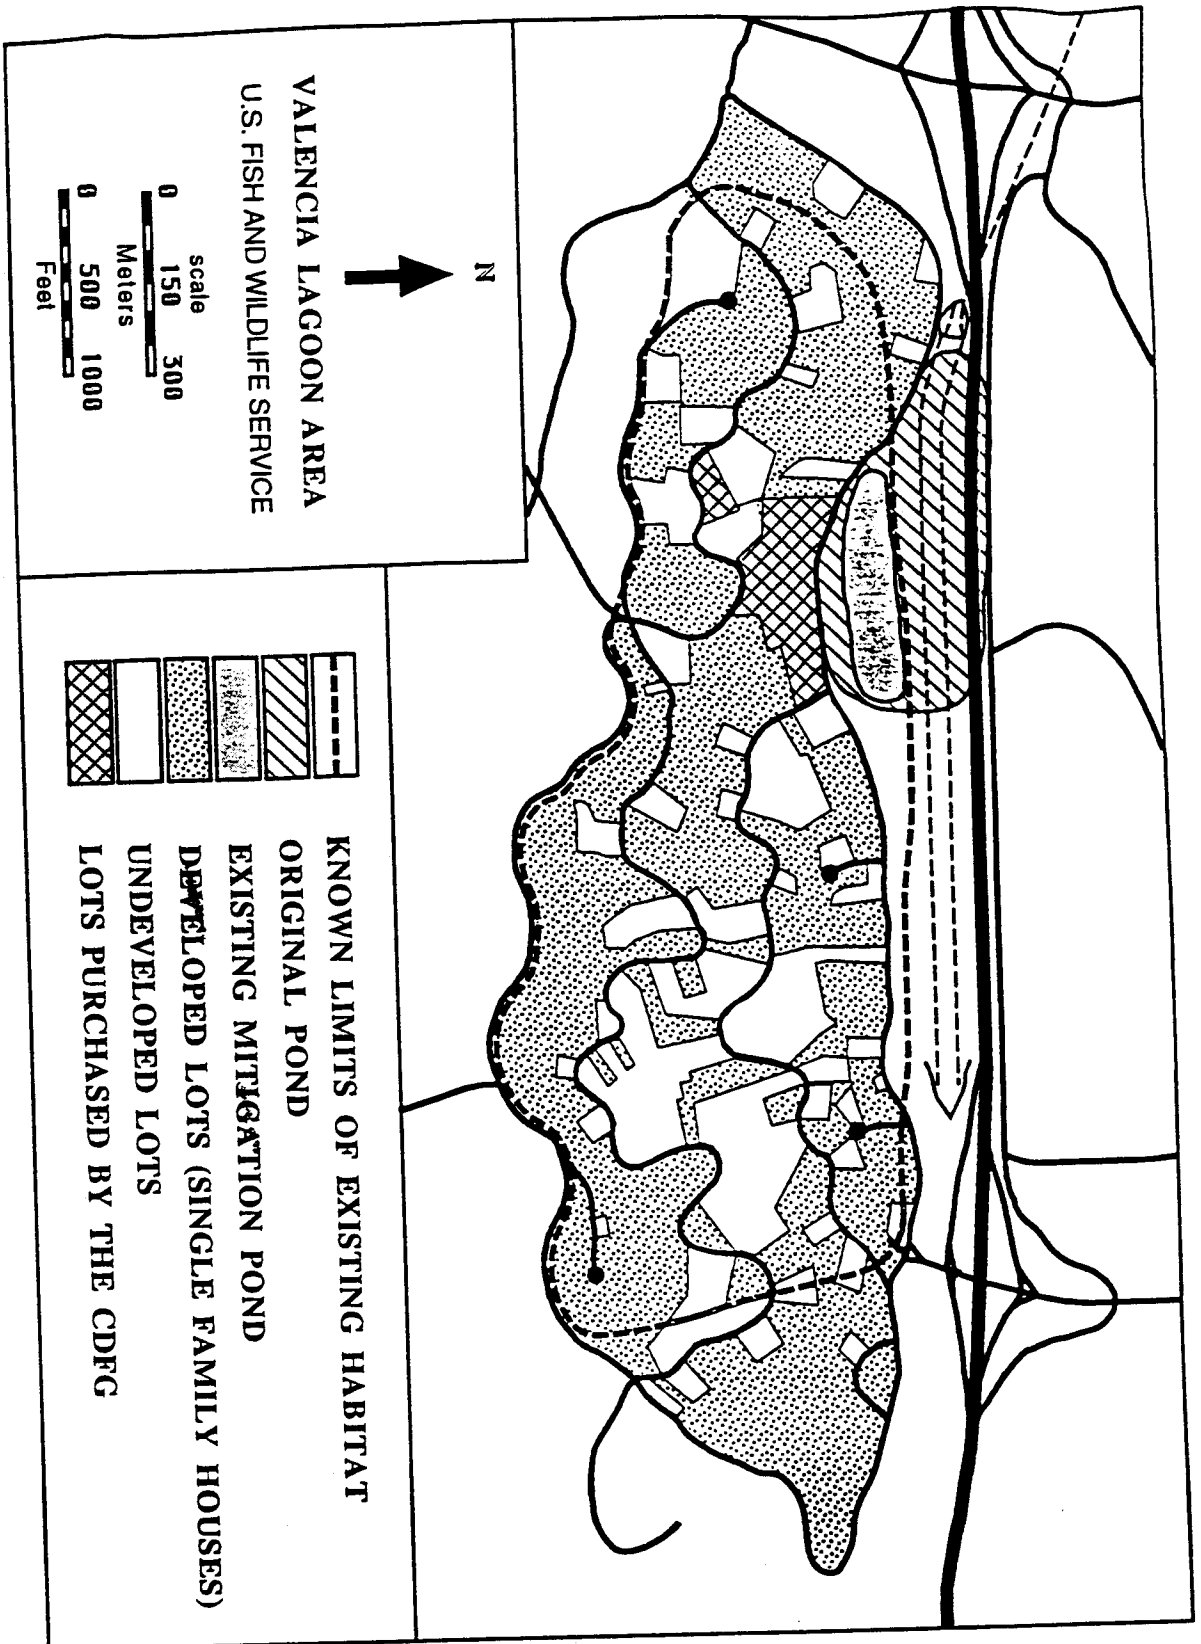 N
VALENCIA LAGOON AREA
U.S. FISH AND WILDLIFE SERVICE
scale
0 150 300
Meters
0 500 1000
Feet
KNOWN LIMITS OF EXISTING HABITAT
ORIGINAL POND
EXISTING MITIGATION POND
DEVELOPED LOTS (SINGLE FAMILY HOUSES)
UNDEVELOPED LOTS
LOTS PURCHASED BY THE CDFG